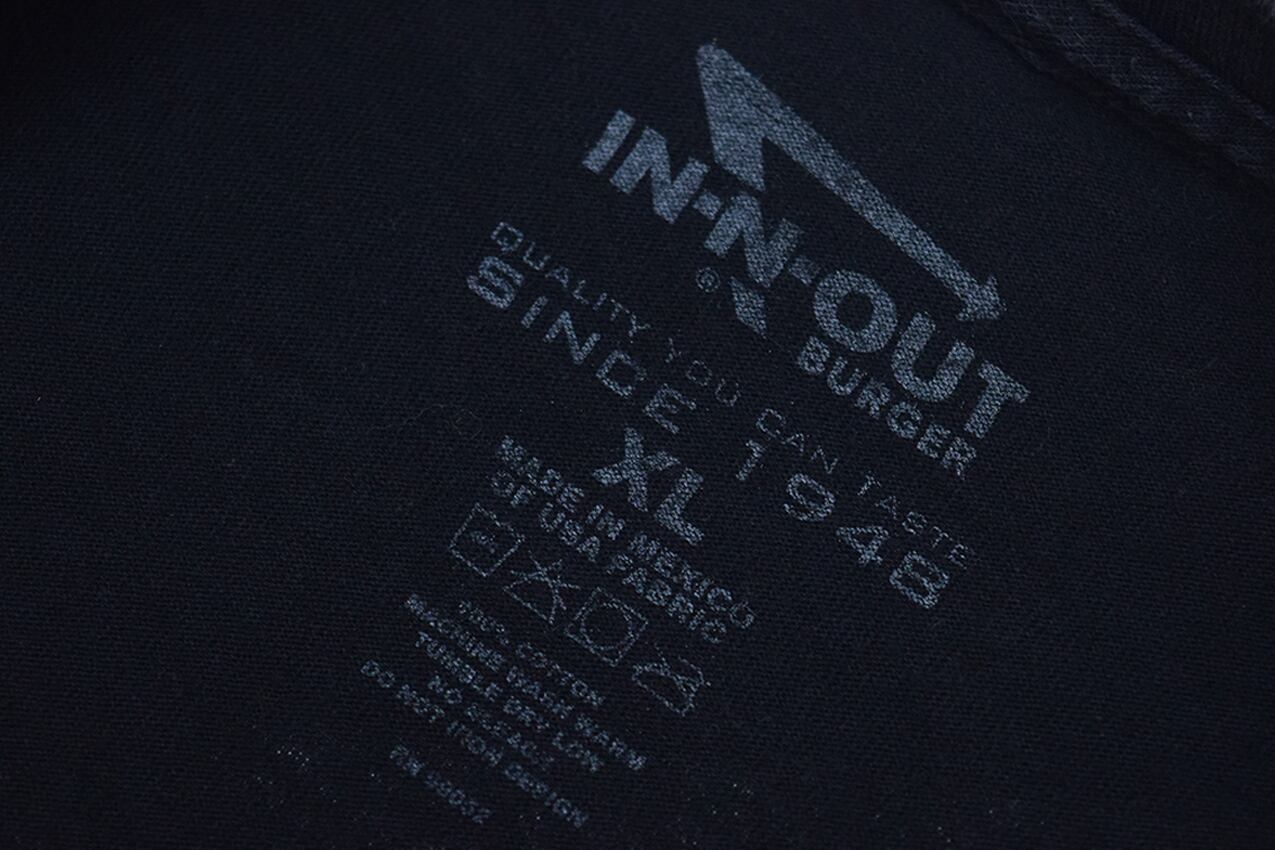 IN-N-OUT
®
BURGER
QUALITY YOU CAN TASTE
SINCE 1948
XL
MADE IN MEXICO
OF USA FABRIC
100% COTTON
MACHINE WASH WARM
TUMBLE DRY LOW
NO BLEACH
DO NOT IRON DESIGN
RN